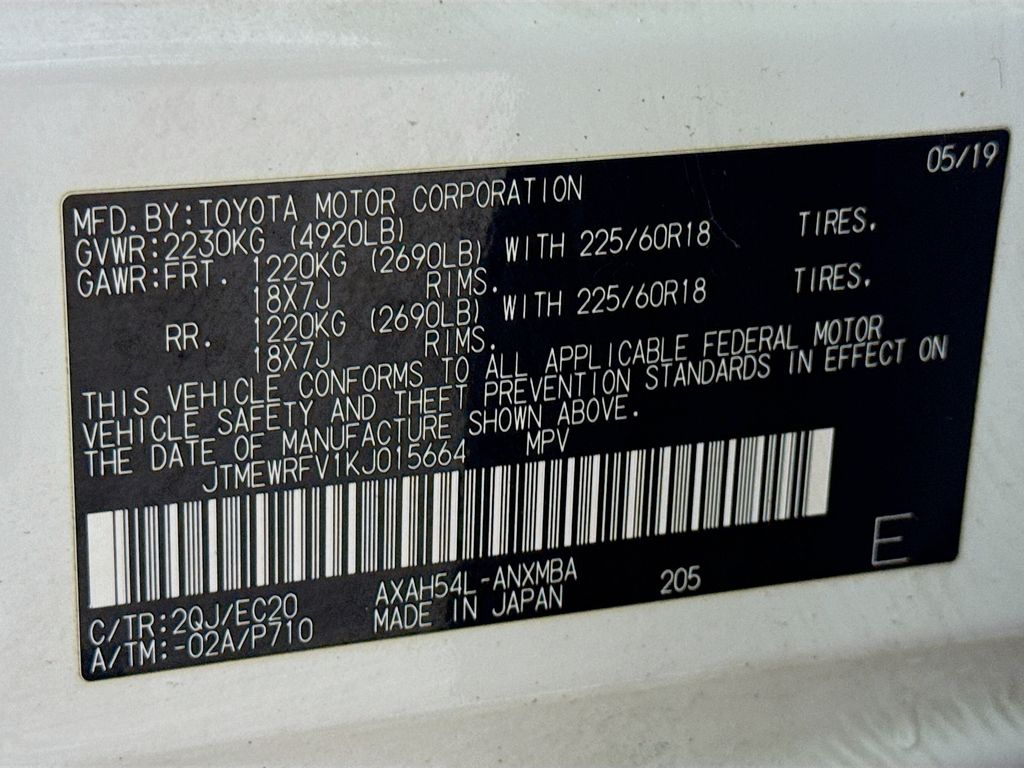 05/19
MFD.BY:TOYOTA MOTOR CORPORATION
GVWR:2230KG (4920LB)
GAWR:FRT. 1220KG (2690LB) WITH 225/60R18 TIRES.
18X7J RIMS.
RR. 1220KG (2690LB) WITH 225/60R18 TIRES.
18X7J RIMS.
THIS VEHICLE CONFORMS TO ALL APPLICABLE FEDERAL MOTOR
VEHICLE SAFETY AND THEFT PREVENTION STANDARDS IN EFFECT ON
THE DATE OF MANUFACTURE SHOWN ABOVE.
JTMEWRFV1KJ015664 MPV
C/TR:2QJ/EC20 AXAH54L-ANXMBA 205 E
A/TM:-02A/P710 MADE IN JAPAN